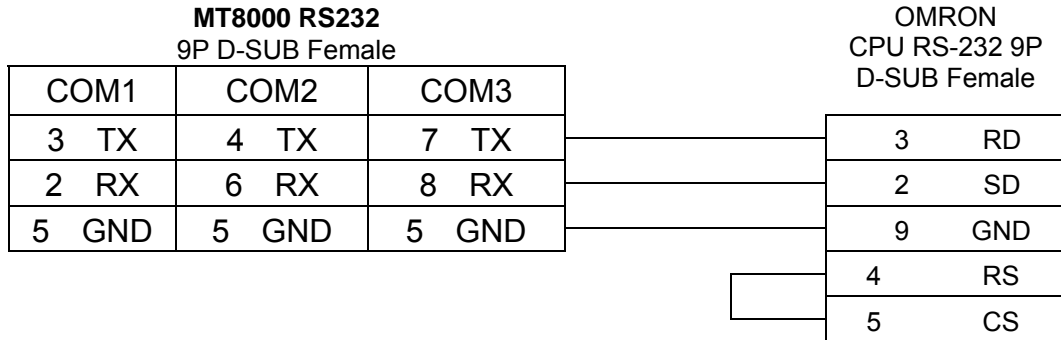 MT8000 RS232
9P D-SUB Female
OMRON
CPU RS-232 9P
D-SUB Female
COM1 COM2 COM3
3 TX 4 TX 7 TX 3 RD
2 RX 6 RX 8 RX 2 SD
5 GND 5 GND 5 GND 9 GND
4 RS
5 CS